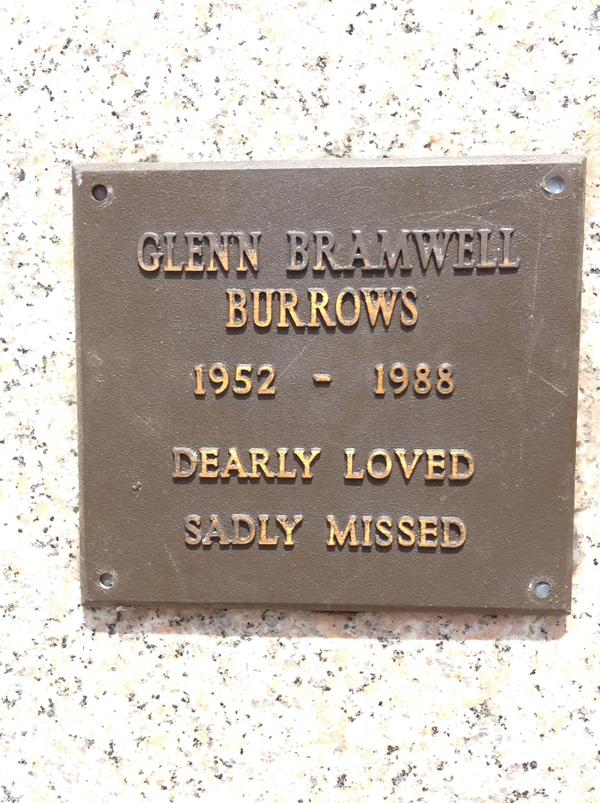 GLENN BRAMWELL
BURROWS
1952 - 1988
DEARLY LOVED
SADLY MISSED